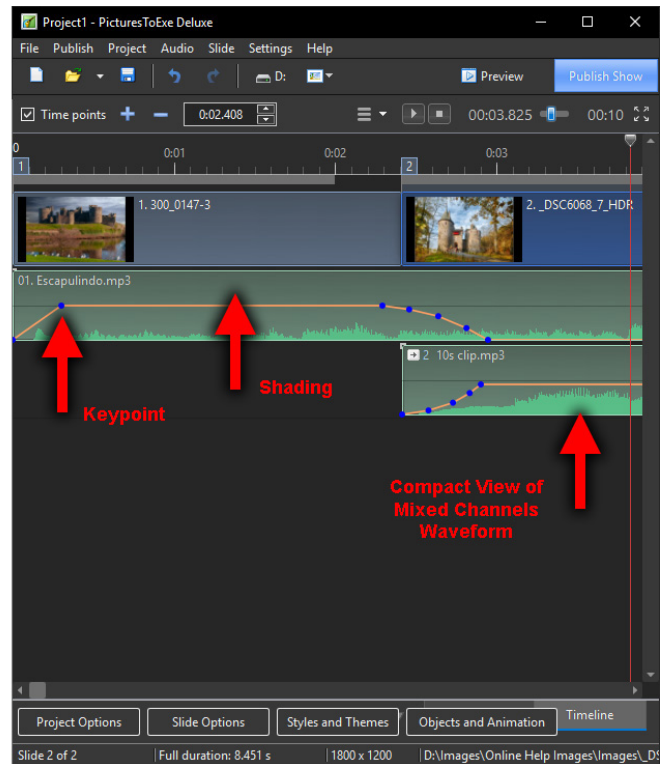 Project1 - PicturesToExe Deluxe
File Publish Project Audio Slide Settings Help
D: Preview Publish Show
Time points 0:02.408 00:03.825 00:10
0 0:01 0:02 0:03
1 2
1. 300_0147-3 2. _DSC6068_7_HDR
01. Escapulindo.mp3
2 10s clip.mp3
Shading
Keypoint
Compact View of
Mixed Channels
Waveform
Project Options Slide Options Styles and Themes Objects and Animation Timeline
Slide 2 of 2 Full duration: 8.451 s 1800 x 1200 D:\Images\Online Help Images\Images\_DS